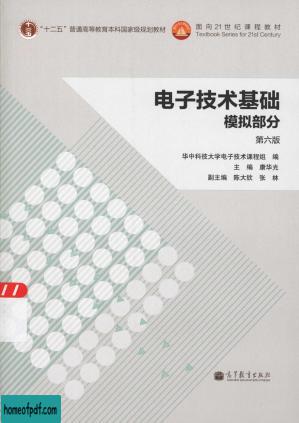 "十二五"普通高等教育本科国家级规划教材
面向21世纪课程教材
Textbook Series for 21st Century
电子技术基础
模拟部分
第六版
华中科技大学电子技术课程组 编
主 编 康华光
副主编 陈大钦 张 林
高等教育出版社
HIGHER EDUCATION PRESS
homeofpdf.com